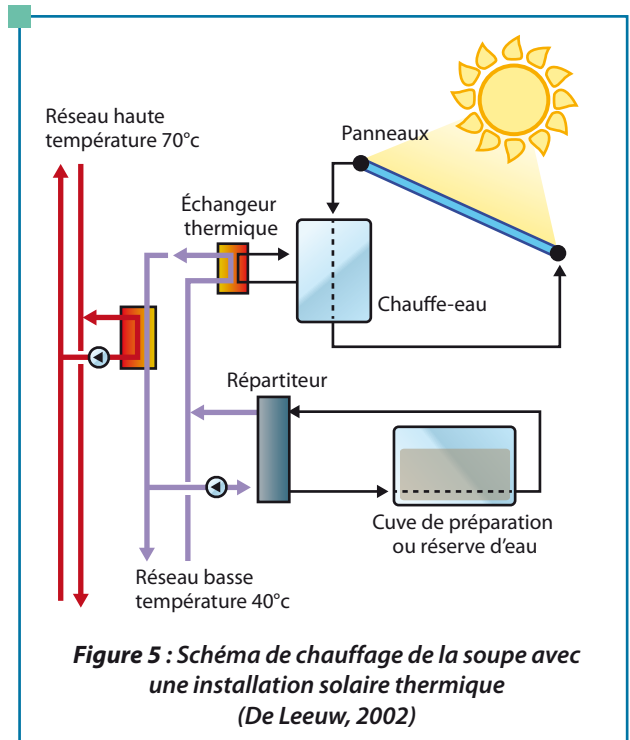 Réseau haute
température 70°c
Panneaux
Échangeur
thermique
Chauffe-eau
Répartiteur
Cuve de préparation
ou réserve d'eau
Réseau basse
température 40°c
Figure 5 : Schéma de chauffage de la soupe avec
une installation solaire thermique
(De Leeuw, 2002)